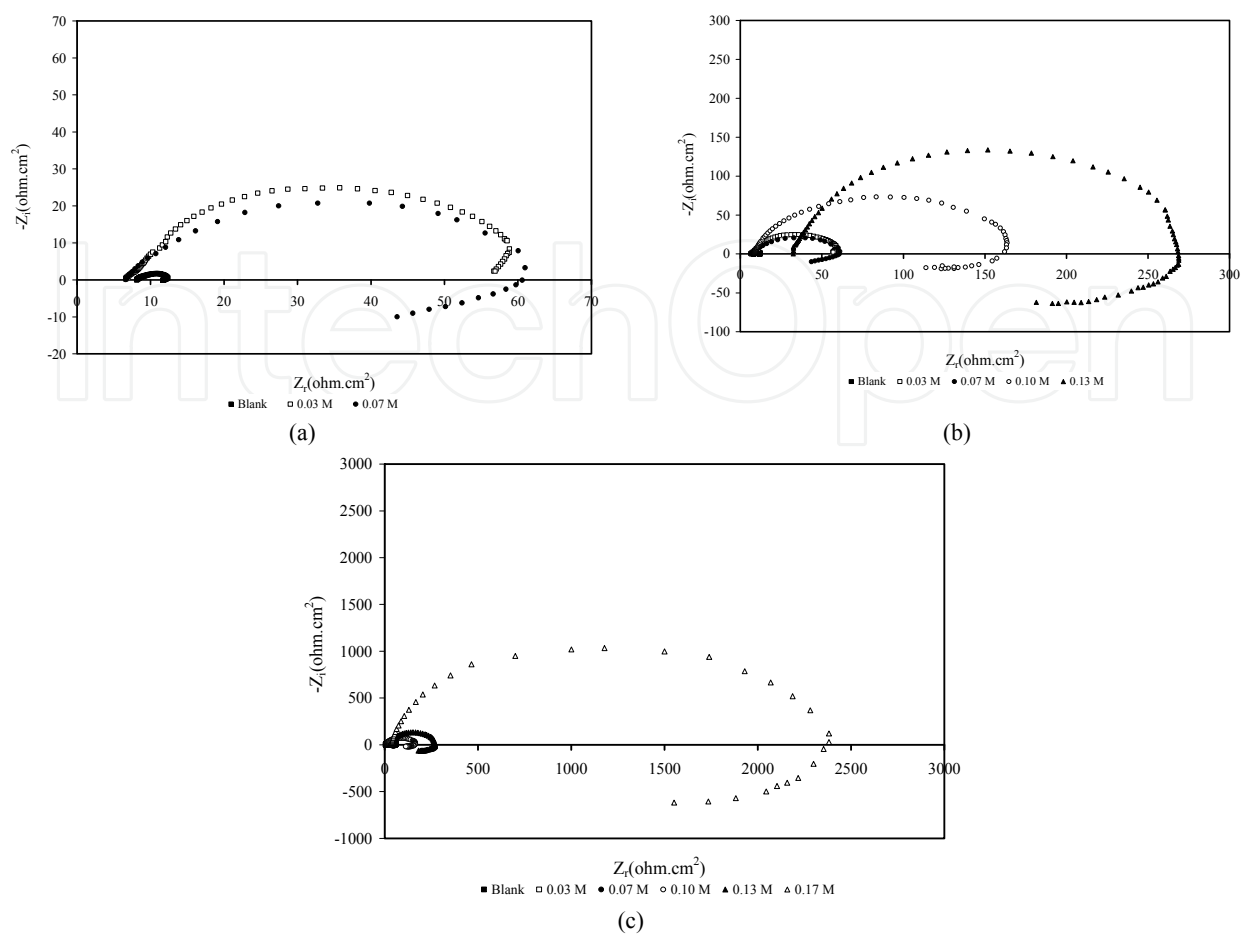 70
60
50
40
30
20
10
0
-10
-20
0 10 20 30 40 50 60 70
-Zi(ohm.cm²)
Zr(ohm.cm²)
Blank 0.03 M 0.07 M
(a)
300
250
200
150
100
50
0
-50
-100
0 50 100 150 200 250 300
-Zi(ohm.cm²)
Zr(ohm.cm²)
Blank 0.03 M 0.07 M 0.10 M 0.13 M
(b)
3000
2500
2000
1500
1000
500
0
-500
-1000
0 500 1000 1500 2000 2500 3000
-Zi(ohm.cm²)
Zr(ohm.cm²)
Blank 0.03 M 0.07 M 0.10 M 0.13 M 0.17 M
(c)
intechopen